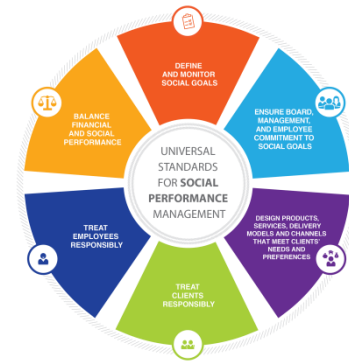 DEFINE
AND MONITOR
SOCIAL GOALS
ENSURE BOARD,
MANAGEMENT,
AND EMPLOYEE
COMMITMENT TO
SOCIAL GOALS
DESIGN PRODUCTS,
SERVICES, DELIVERY
MODELS AND CHANNELS
THAT MEET CLIENTS'
NEEDS AND
PREFERENCES
TREAT
CLIENTS
RESPONSIBLY
TREAT
EMPLOYEES
RESPONSIBLY
BALANCE
FINANCIAL
AND SOCIAL
PERFORMANCE
UNIVERSAL
STANDARDS
FOR SOCIAL
PERFORMANCE
MANAGEMENT